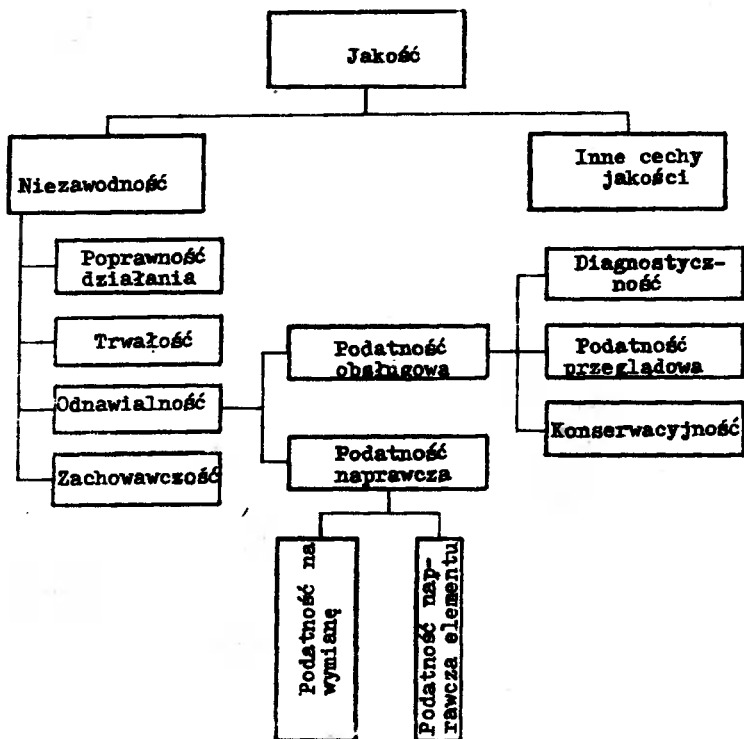 Jakość
Niezawodność
Inne cechy
jakości
Poprawność
działania
Trwałość
Odnawialność
Zachowawczość
Podatność
obsługowa
Podatność
naprawcza
Diagnostycz-
ność
Podatność
przeglądowa
Konserwacyjność
Podatność na
wymianę
Podatność nap-
rawcza elementu